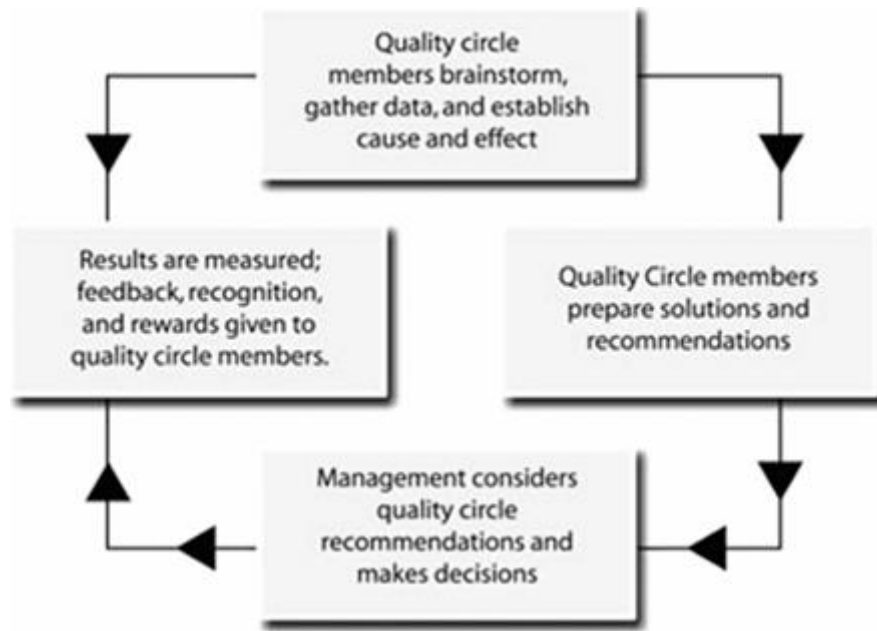 Quality circle
members brainstorm,
gather data, and establish
cause and effect
Results are measured;
feedback, recognition,
and rewards given to
quality circle members.
Quality Circle members
prepare solutions and
recommendations
Management considers
quality circle
recommendations and
makes decisions